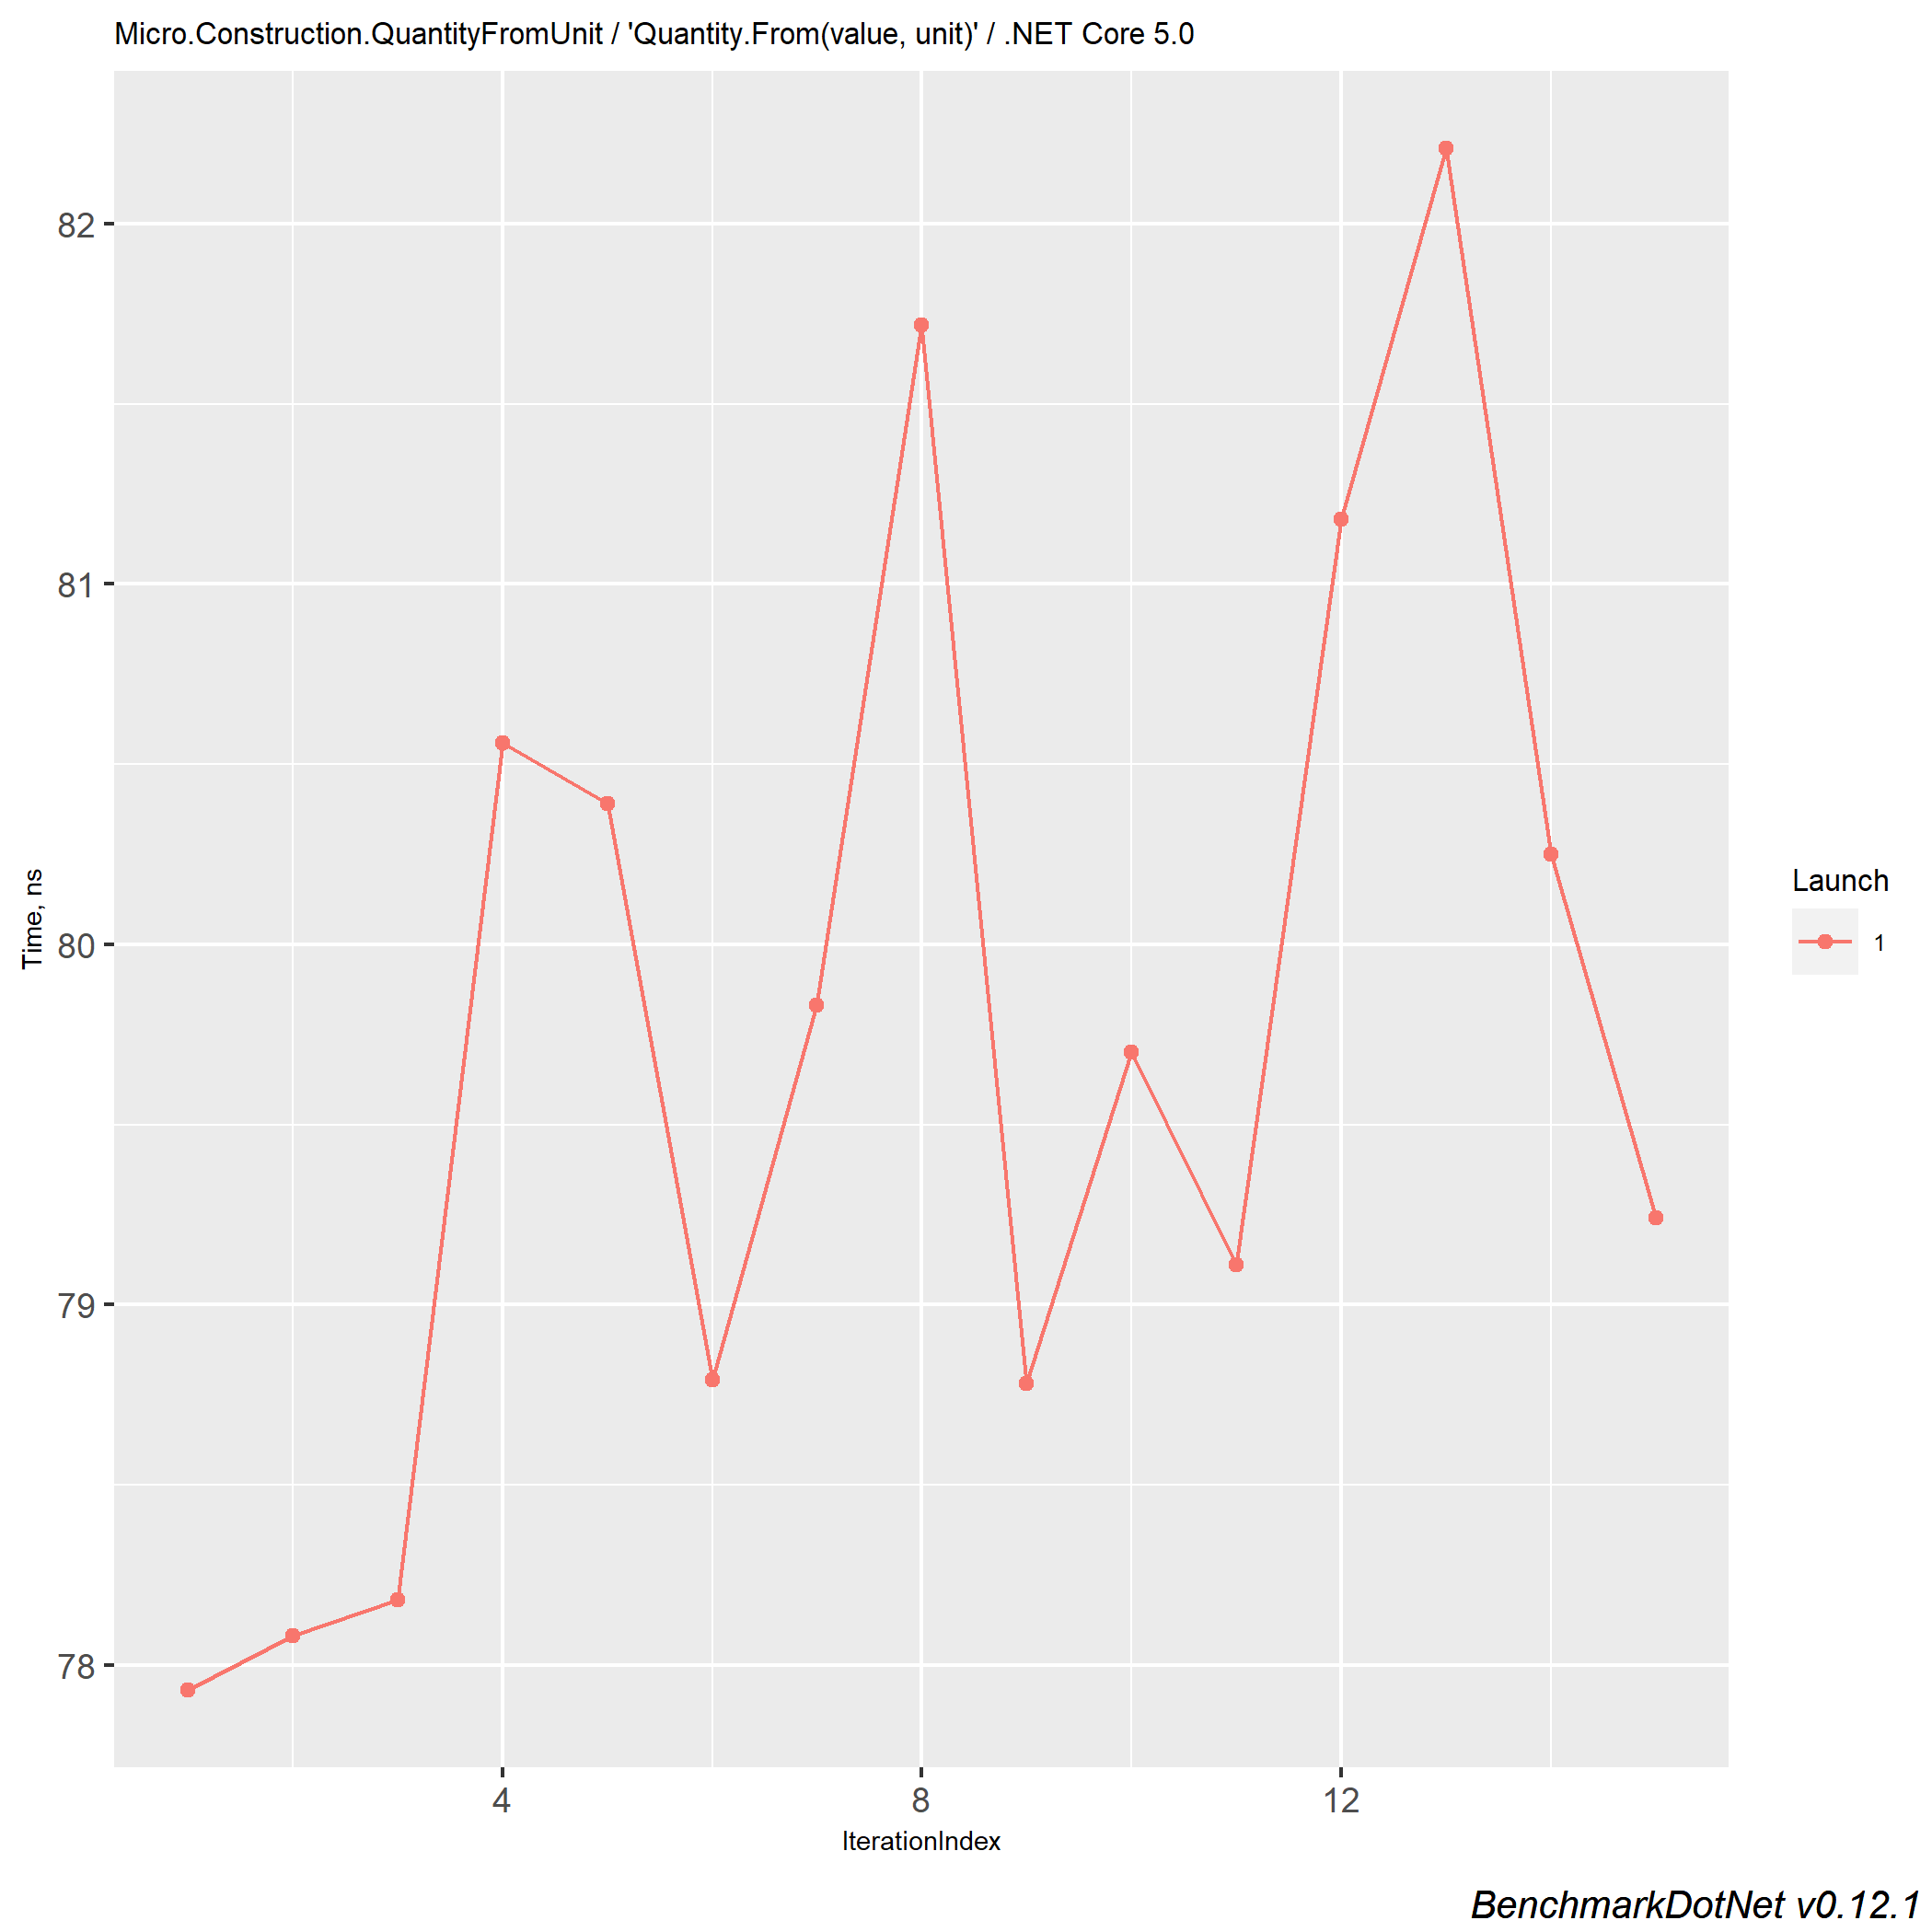 Micro.Construction.QuantityFromUnit / 'Quantity.From(value, unit)' / .NET Core 5.0
82
81
80
79
78
Time, ns
4
8
12
IterationIndex
Launch
1
BenchmarkDotNet v0.12.1